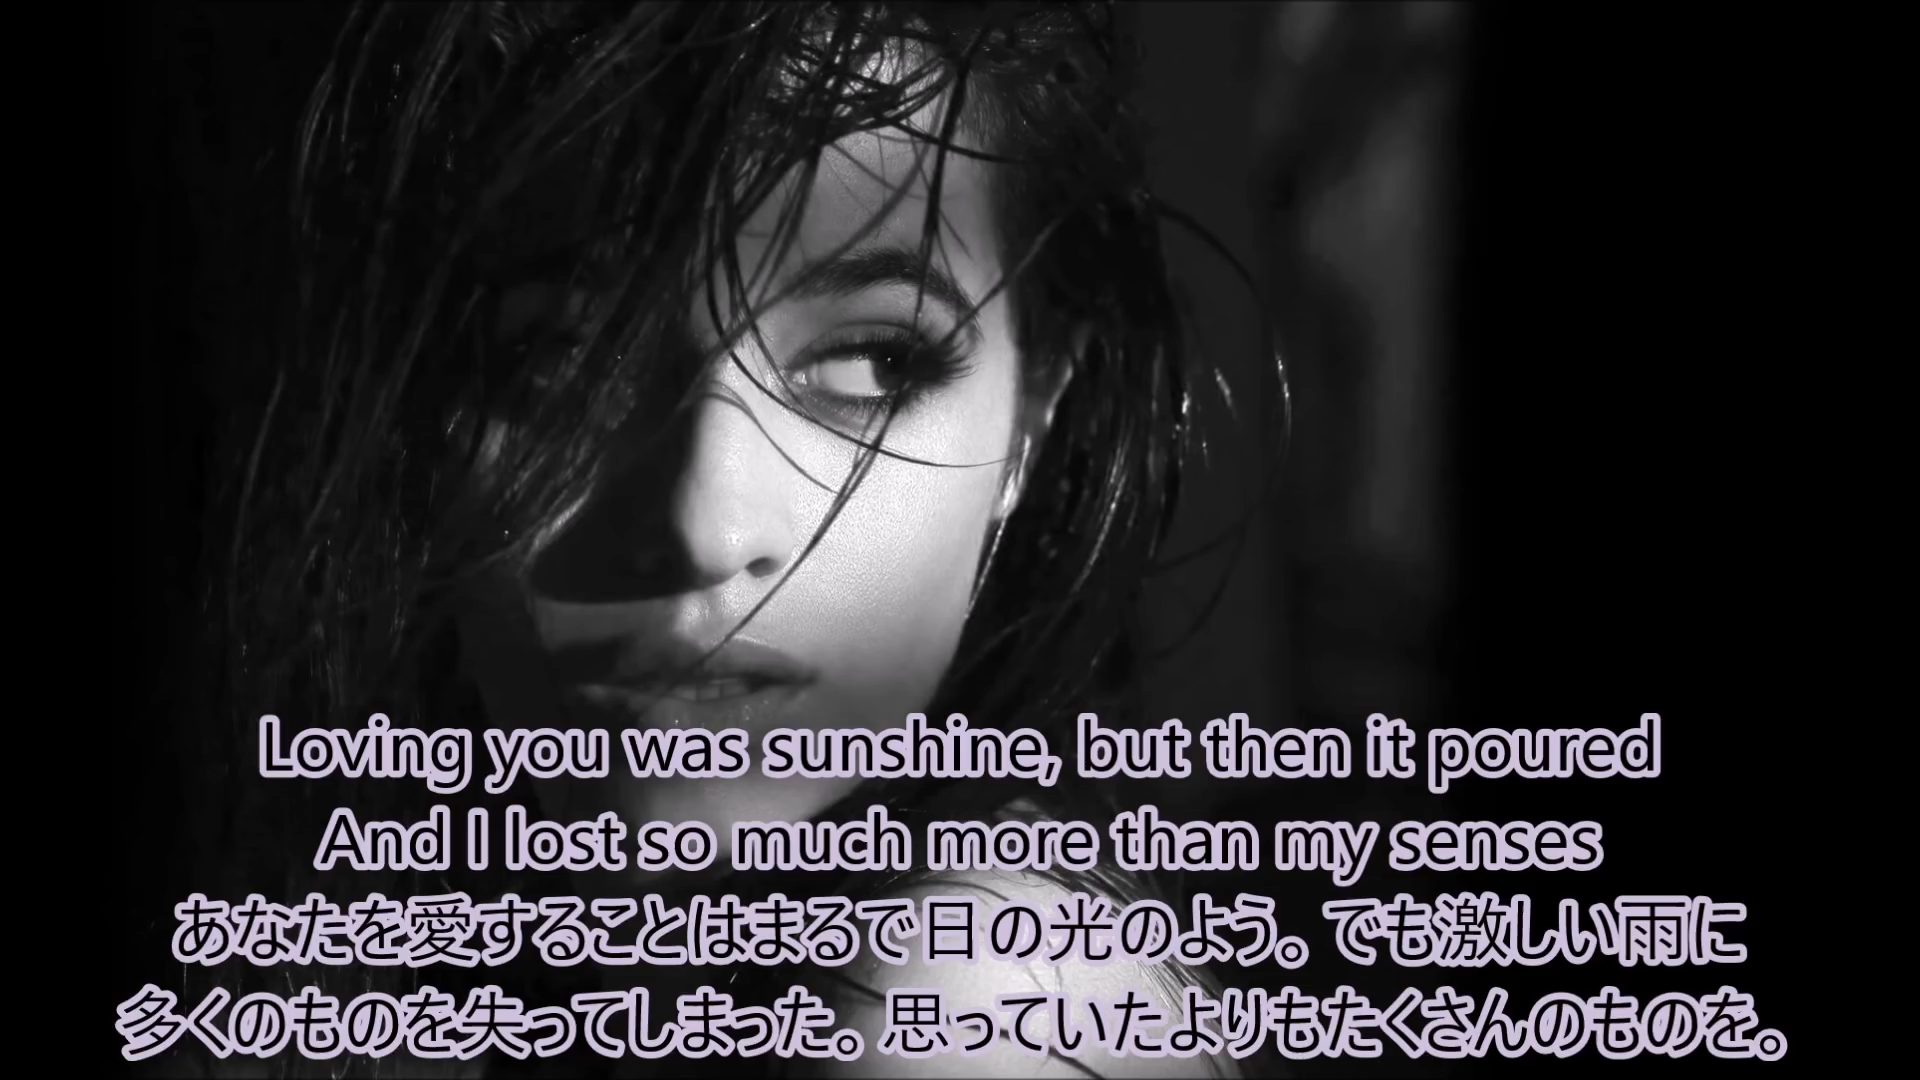 Loving you was sunshine, but then it poured
And I lost so much more than my senses
あなたを愛することはまるで日の光のよう。でも激しい雨に
多くのものを失ってしまった。思っていたよりもたくさんのものを。